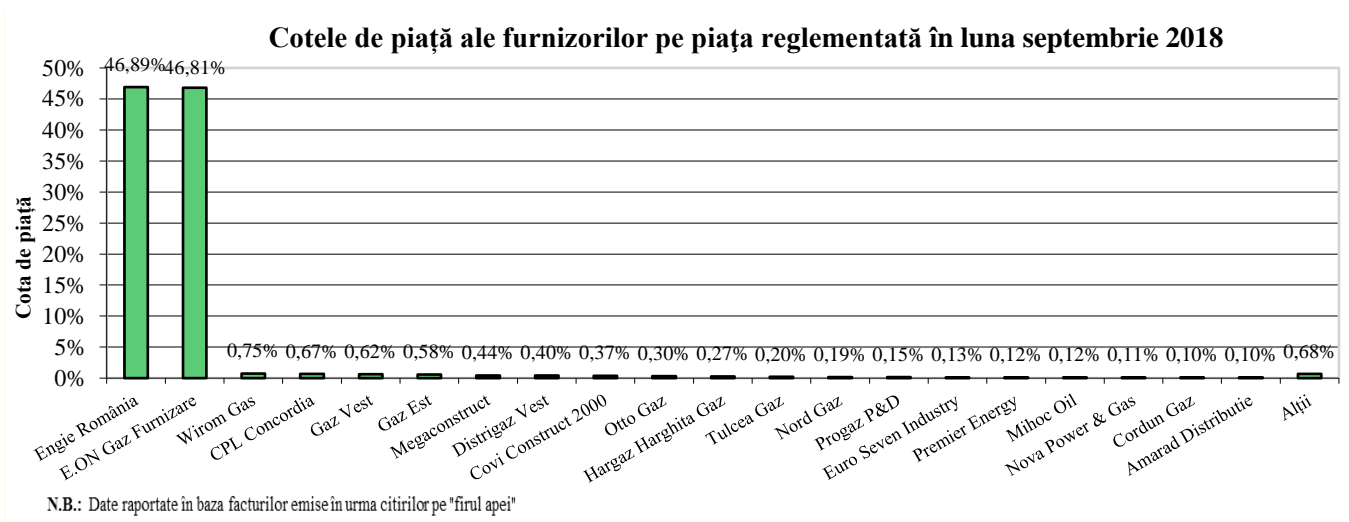 Cotele de piață ale furnizorilor pe piaţa reglementată în luna septembrie 2018
Cota de piață
50%
45%
40%
35%
30%
25%
20%
15%
10%
5%
0%
46,89% 46,81% 0,75% 0,67% 0,62% 0,58% 0,44% 0,40% 0,37% 0,30% 0,27% 0,20% 0,19% 0,15% 0,13% 0,12% 0,12% 0,11% 0,10% 0,10% 0,68%
Engie România
E.ON Gaz Furnizare
Wirom Gas
CPL Concordia
Gaz Vest
Gaz Est
Megaconstruct
Distrigaz Vest
Covi Construct 2000
Otto Gaz
Hargaz Harghita Gaz
Tulcea Gaz
Nord Gaz
Progaz P&D
Euro Seven Industry
Premier Energy
Mihoc Oil
Nova Power & Gas
Cordun Gaz
Amarad Distributie
Alții
N.B.: Date raportate în baza facturilor emise în urma citirilor pe "firul apei"